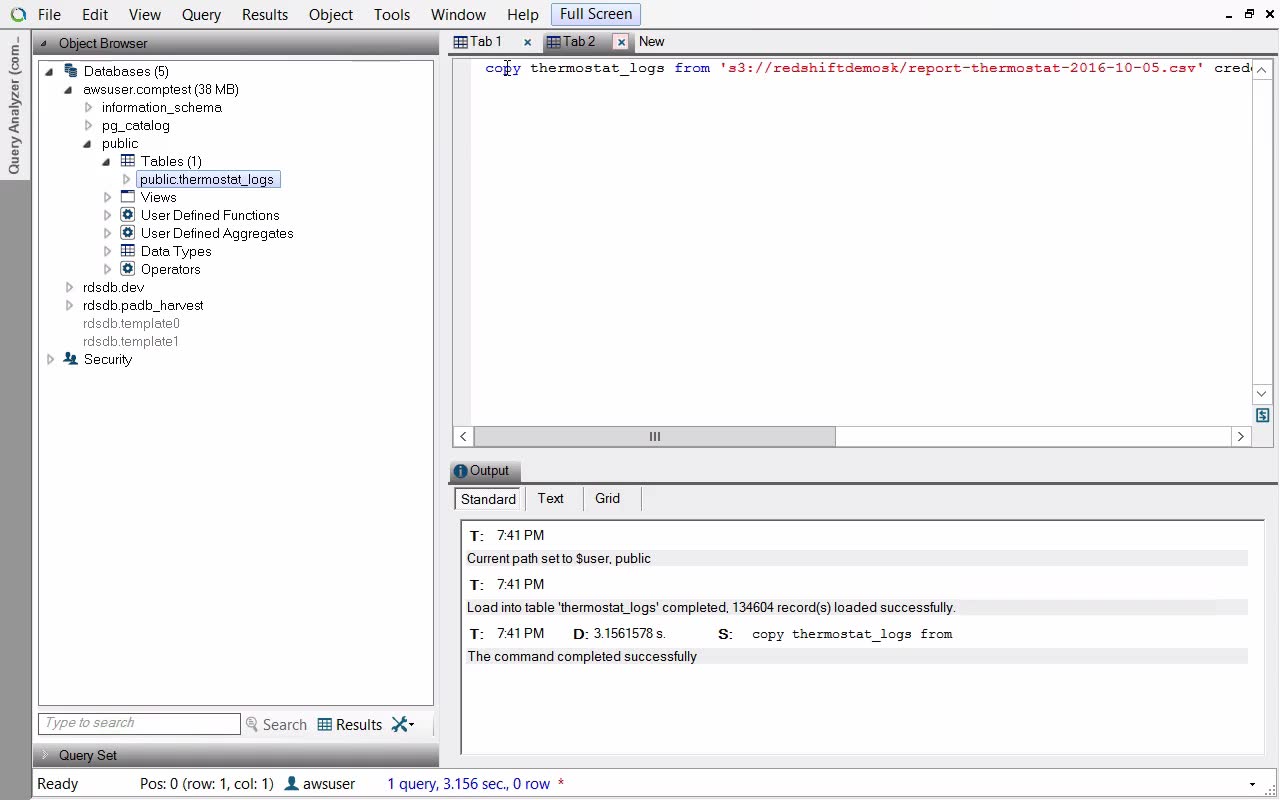 File Edit View Query Results Object Tools Window Help Full Screen
Query Analyzer (com...
Object Browser
Tab 1 Tab 2 New
Databases (5)
awsuser.comptest (38 MB)
information_schema
pg_catalog
public
Tables (1)
public.thermostat_logs
Views
User Defined Functions
User Defined Aggregates
Data Types
Operators
rdsdb.dev
rdsdb.padb_harvest
rdsdb.template0
rdsdb.template1
Security
copy thermostat_logs from 's3://redshiftdemosk/report-thermostat-2016-10-05.csv' crede
Output
Standard Text Grid
T: 7:41 PM
Current path set to $user, public
T: 7:41 PM
Load into table 'thermostat_logs' completed, 134604 record(s) loaded successfully.
T: 7:41 PM D: 3.1561578 s. S: copy thermostat_logs from
The command completed successfully
Type to search Search Results
Query Set
Ready Pos: 0 (row: 1, col: 1) awsuser 1 query, 3.156 sec., 0 row *